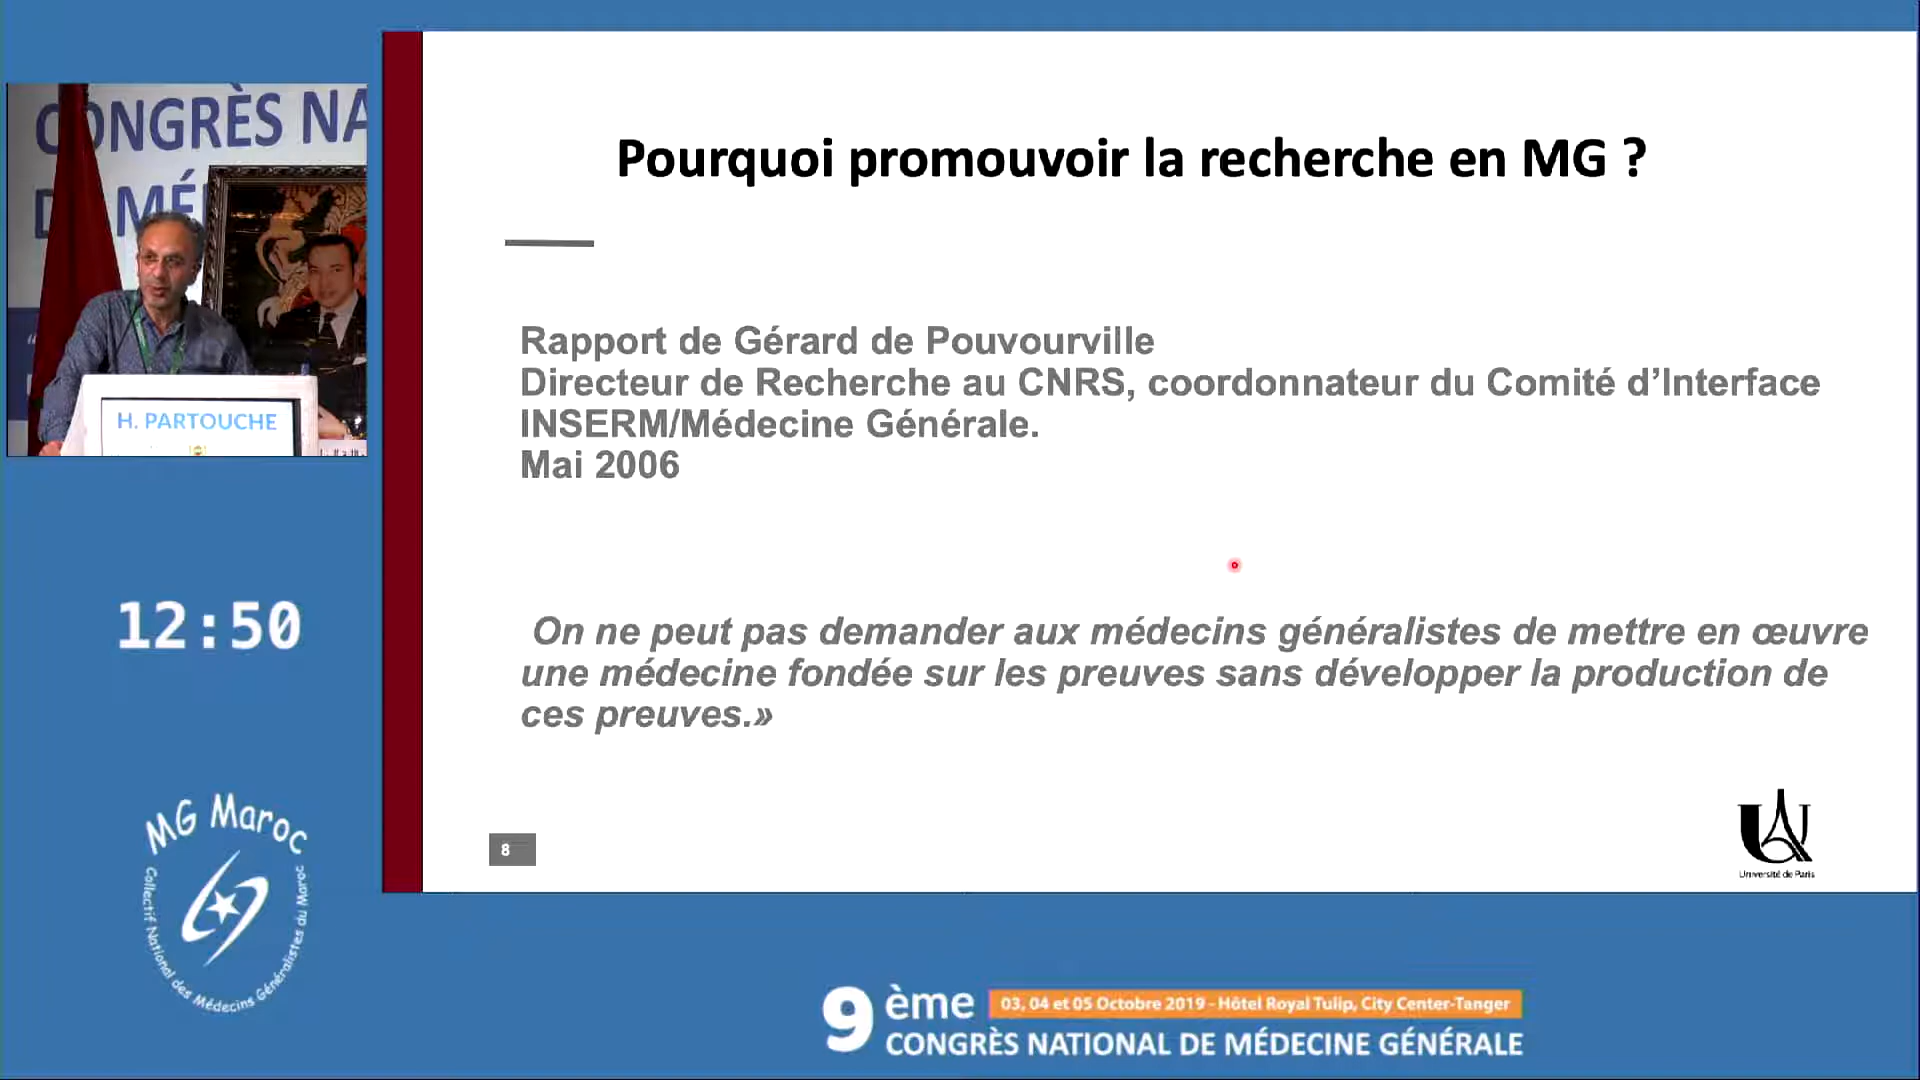 CONGRÈS NA
DE MÉ
H. PARTOUCHE
12:50
MG Maroc
Collectif National des Médecins Généralistes du Maroc
Pourquoi promouvoir la recherche en MG ?
Rapport de Gérard de Pouvourville
Directeur de Recherche au CNRS, coordonnateur du Comité d’Interface
INSERM/Médecine Générale.
Mai 2006
On ne peut pas demander aux médecins généralistes de mettre en œuvre
une médecine fondée sur les preuves sans développer la production de
ces preuves.»
8
Université de Paris
9 ème
03, 04 et 05 Octobre 2019 - Hôtel Royal Tulip, City Center-Tanger
CONGRÈS NATIONAL DE MÉDECINE GÉNÉRALE